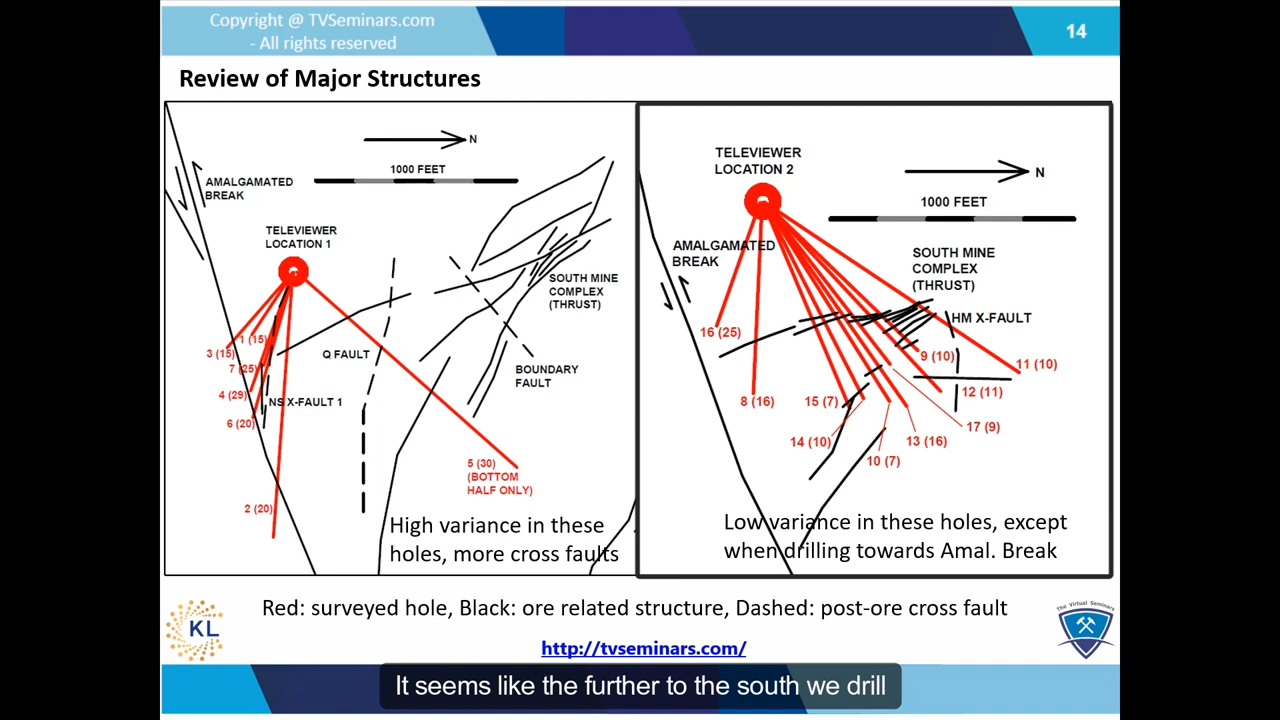 Copyright @ TVSeminars.com
- All rights reserved
14
Review of Major Structures
N
1000 FEET
AMALGAMATED
BREAK
TELEVIEWER
LOCATION 1
SOUTH MINE
COMPLEX
(THRUST)
1 (15)
3 (15)
7 (25)
Q FAULT
BOUNDARY
FAULT
4 (29)
NS X-FAULT 1
6 (20)
5 (30)
(BOTTOM
HALF ONLY)
2 (20)
High variance in these
holes, more cross faults
TELEVIEWER
LOCATION 2
N
1000 FEET
AMALGAMATED
BREAK
SOUTH MINE
COMPLEX
(THRUST)
HM X-FAULT
16 (25)
9 (10)
11 (10)
8 (16)
15 (7)
12 (11)
17 (9)
14 (10)
13 (16)
10 (7)
Low variance in these holes, except
when drilling towards Amal. Break
Red: surveyed hole, Black: ore related structure, Dashed: post-ore cross fault
KL
http://tvseminars.com/
The Virtual Seminars
It seems like the further to the south we drill